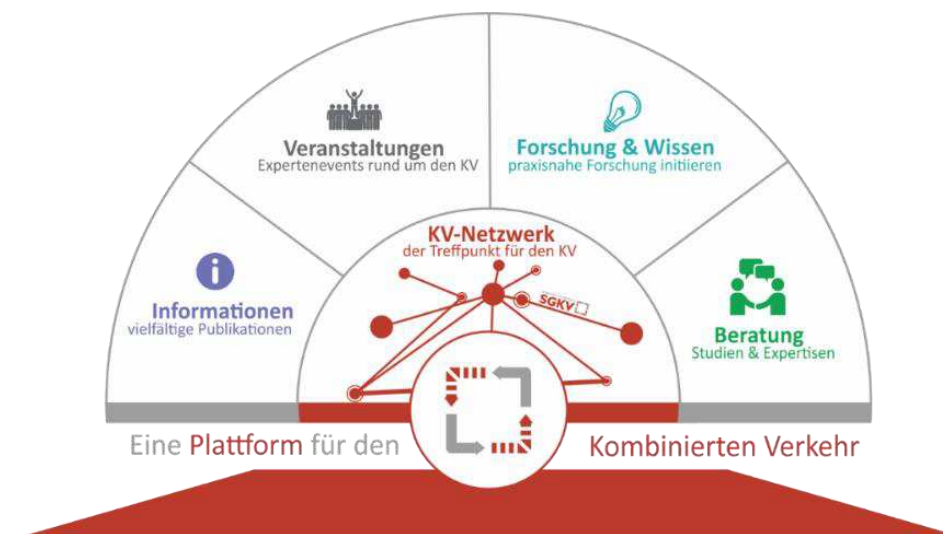 Veranstaltungen
Expertenevents rund um den KV
Forschung & Wissen
praxisnahe Forschung initiieren
Informationen
vielfältige Publikationen
KV-Netzwerk
der Treffpunkt für den KV
SGKV
Beratung
Studien & Expertisen
Eine Plattform für den Kombinierten Verkehr